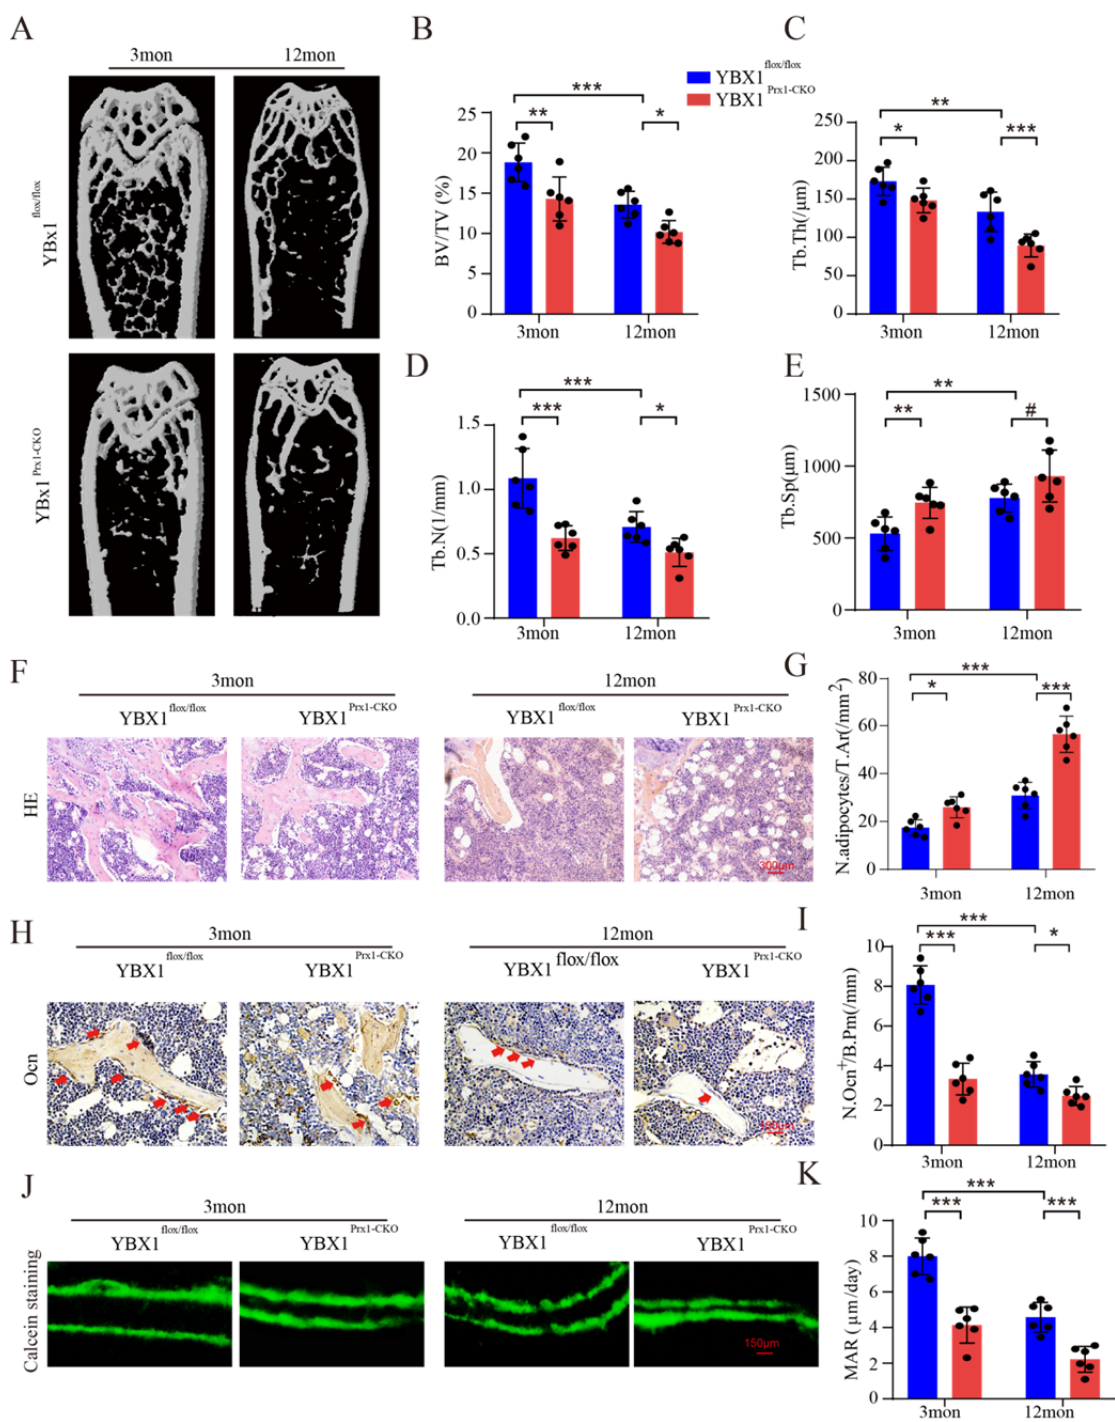 A
3mon 12mon
YBx1 flox/flox
YBx1 Prx1-CKO
B
YBX1 flox/flox
YBX1 Prx1-CKO
***
** *
BV/TV (%)
25
20
15
10
5
0
3mon 12mon
C
**
* ***
Tb.Th(/μm)
250
200
150
100
50
0
3mon 12mon
D
***
*** *
Tb.N(1/mm)
1.5
1.0
0.5
0.0
3mon 12mon
E
**
** #
Tb.Sp(μm)
1500
1000
500
0
3mon 12mon
F
3mon 12mon
YBX1 flox/flox YBX1 Prx1-CKO YBX1 flox/flox YBX1 Prx1-CKO
HE
300μm
G
***
* ***
N.adipocytes/T.Ar(/mm²)
80
60
40
20
0
3mon 12mon
H
3mon 12mon
YBX1 flox/flox YBX1 Prx1-CKO YBX1 flox/flox YBX1 Prx1-CKO
Ocn
I
***
*** *
N.Ocn⁺/B.Pm(/mm)
10
8
6
4
2
0
3mon 12mon
J
3mon 12mon
YBX1 flox/flox YBX1 Prx1-CKO YBX1 flox/flox YBX1 Prx1-CKO
Calcein staining
150μm
K
***
*** ***
MAR ( μm/day)
10
8
6
4
2
0
3mon 12mon